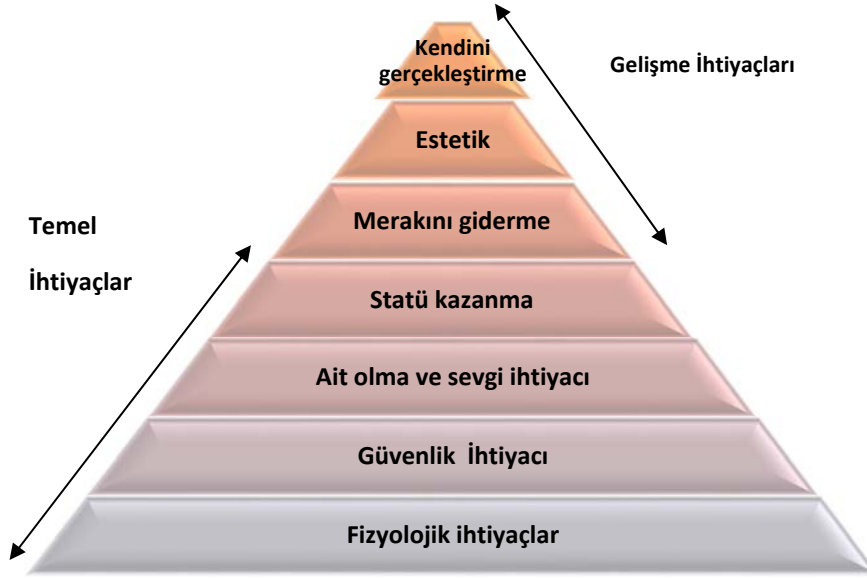 Kendini
gerçekleştirme
Gelişme İhtiyaçları
Estetik
Merakını giderme
Temel
İhtiyaçlar
Statü kazanma
Ait olma ve sevgi ihtiyacı
Güvenlik İhtiyacı
Fizyolojik ihtiyaçlar